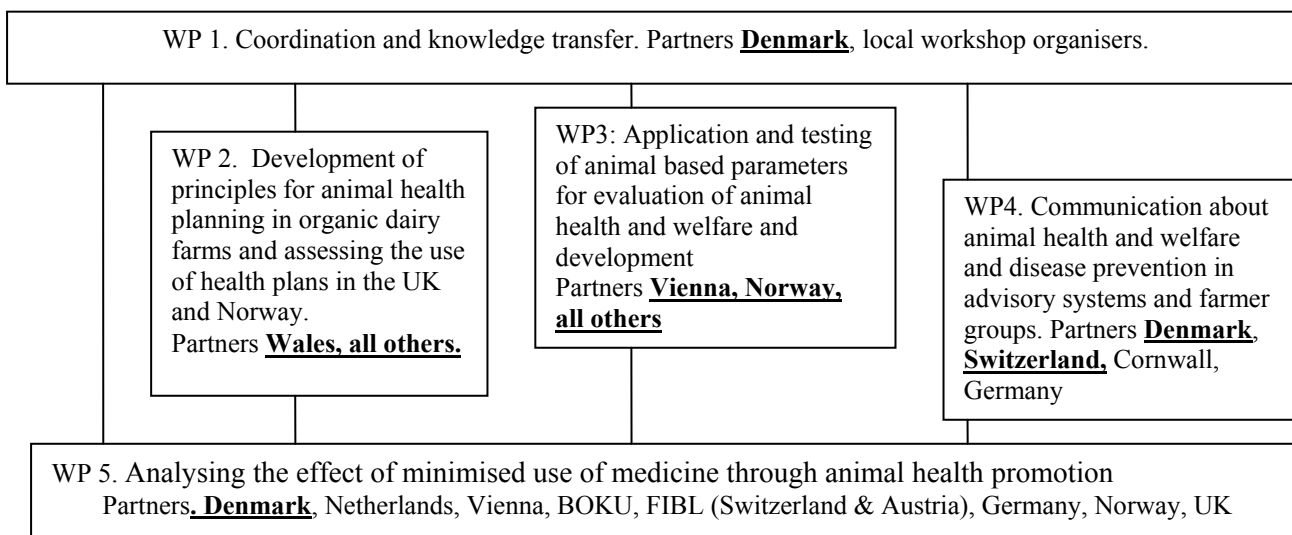 WP 1. Coordination and knowledge transfer. Partners Denmark, local workshop organisers.
WP 2. Development of
principles for animal health
planning in organic dairy
farms and assessing the use
of health plans in the UK
and Norway.
Partners Wales, all others.
WP3: Application and testing
of animal based parameters
for evaluation of animal
health and welfare and
development
Partners Vienna, Norway,
all others
WP4. Communication about
animal health and welfare
and disease prevention in
advisory systems and farmer
groups. Partners Denmark,
Switzerland, Cornwall,
Germany
WP 5. Analysing the effect of minimised use of medicine through animal health promotion
Partners. Denmark, Netherlands, Vienna, BOKU, FIBL (Switzerland & Austria), Germany, Norway, UK